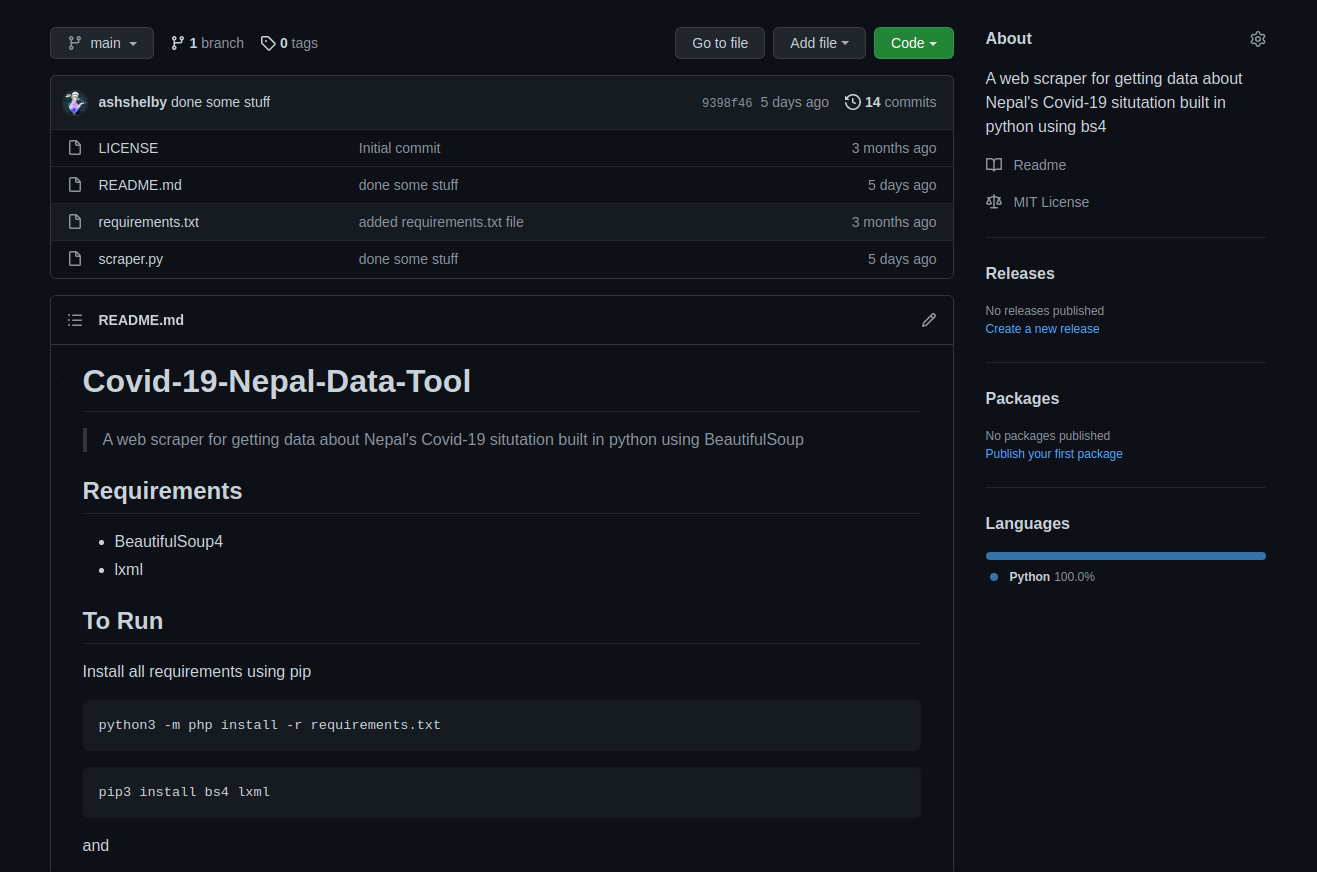 main
1 branch
0 tags
Go to file
Add file
Code
ashshelby done some stuff
9398f46 5 days ago
14 commits
LICENSE Initial commit 3 months ago
README.md done some stuff 5 days ago
requirements.txt added requirements.txt file 3 months ago
scraper.py done some stuff 5 days ago
README.md
Covid-19-Nepal-Data-Tool
A web scraper for getting data about Nepal's Covid-19 situtation built in python using BeautifulSoup
Requirements
BeautifulSoup4
lxml
To Run
Install all requirements using pip
python3 -m php install -r requirements.txt
pip3 install bs4 lxml
and
About
A web scraper for getting data about
Nepal's Covid-19 situtation built in
python using bs4
Readme
MIT License
Releases
No releases published
Create a new release
Packages
No packages published
Publish your first package
Languages
Python 100.0%